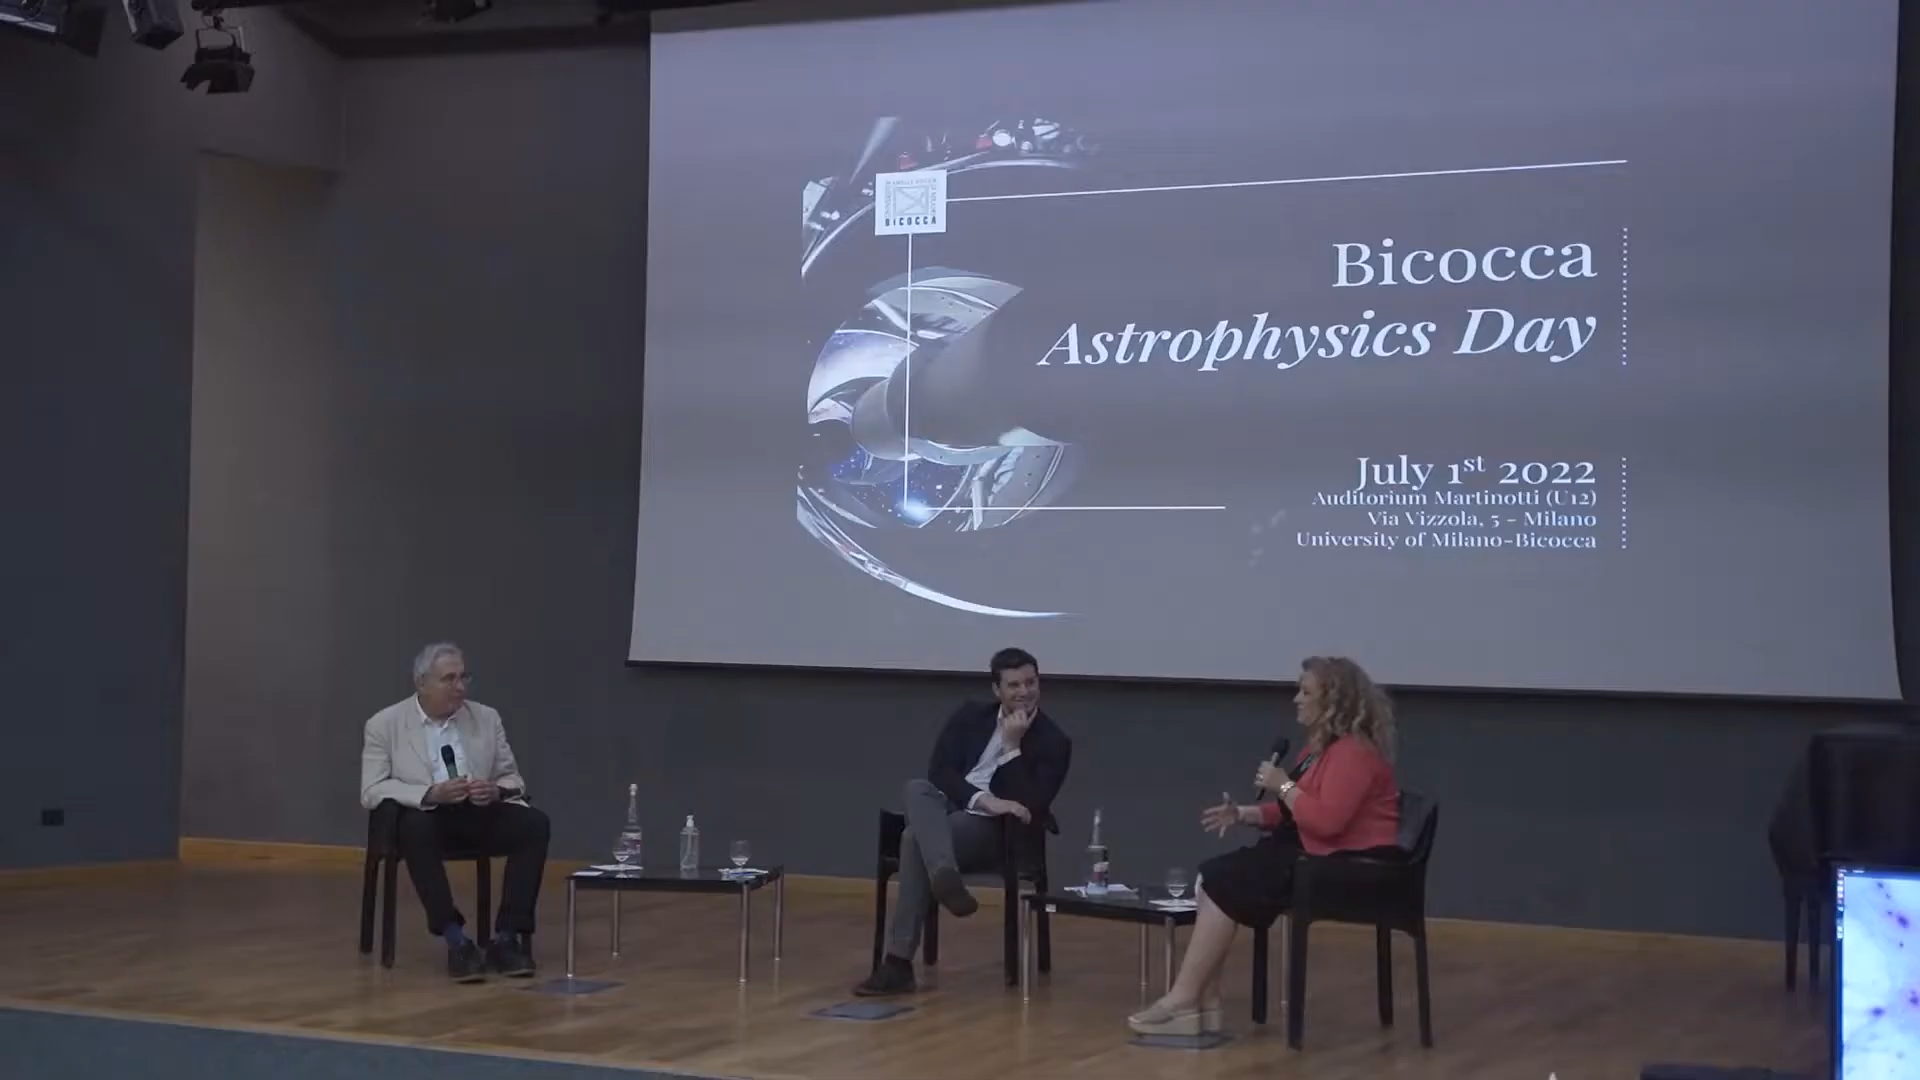 BICOCCA
Bicocca
Astrophysics Day
July 1st 2022
Auditorium Martinotti (U12)
Via Vizzola, 5 - Milano
University of Milano-Bicocca